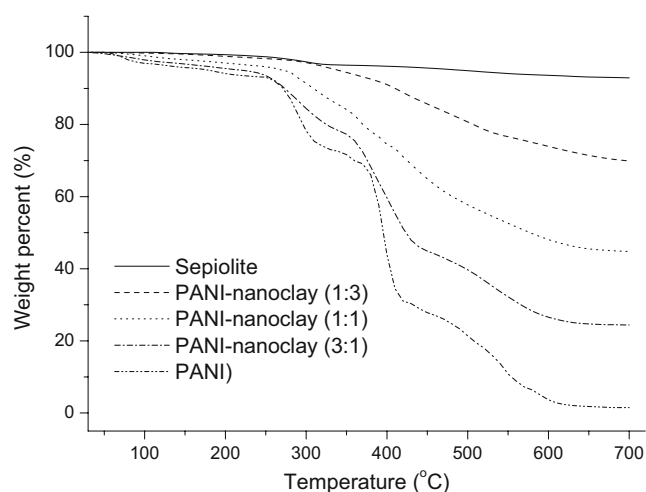 100
80
60
40
20
0
Weight percent (%)
Sepiolite
PANI-nanoclay (1:3)
PANI-nanoclay (1:1)
PANI-nanoclay (3:1)
PANI)
100 200 300 400 500 600 700
Temperature (°C)